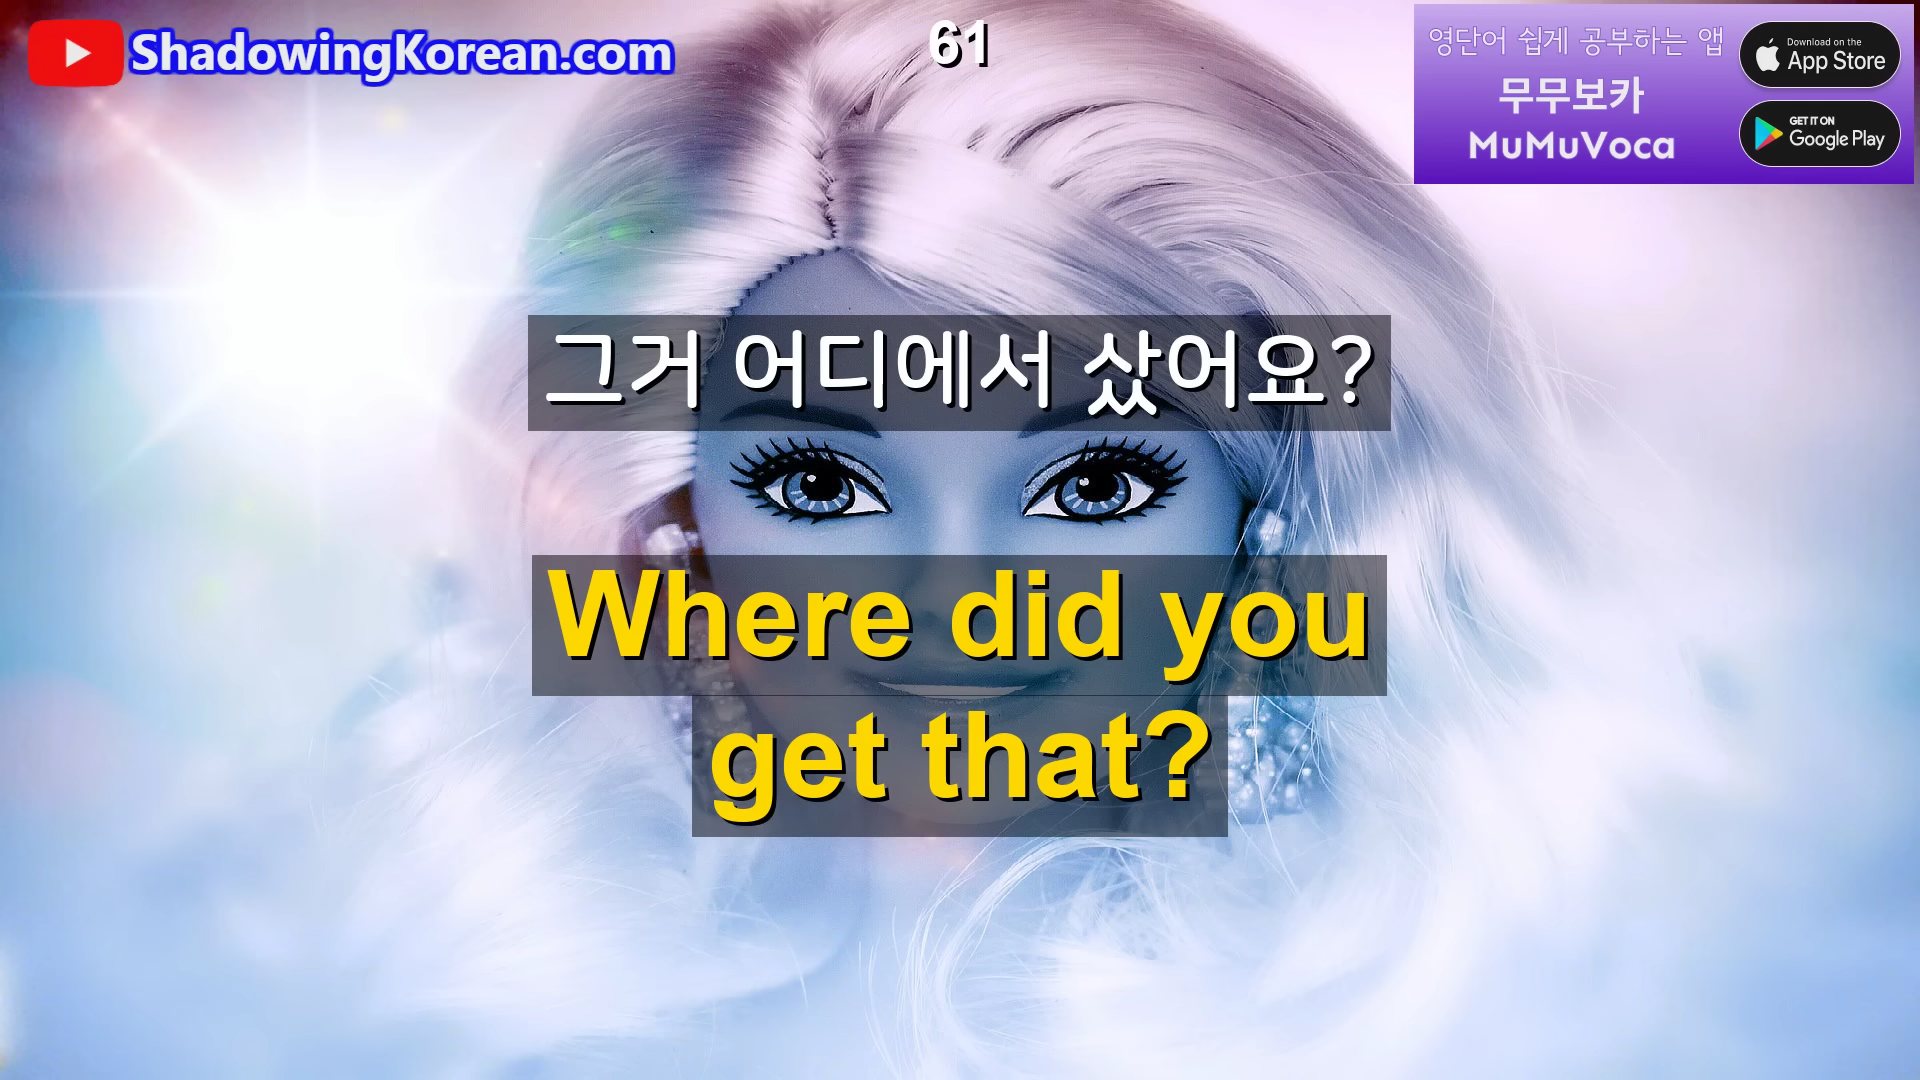 ShadowingKorean.com
61
영단어 쉽게 공부하는 앱
무무보카
MuMuVoca
Download on the
App Store
GET IT ON
Google Play
그거 어디에서 샀어요?
Where did you
get that?